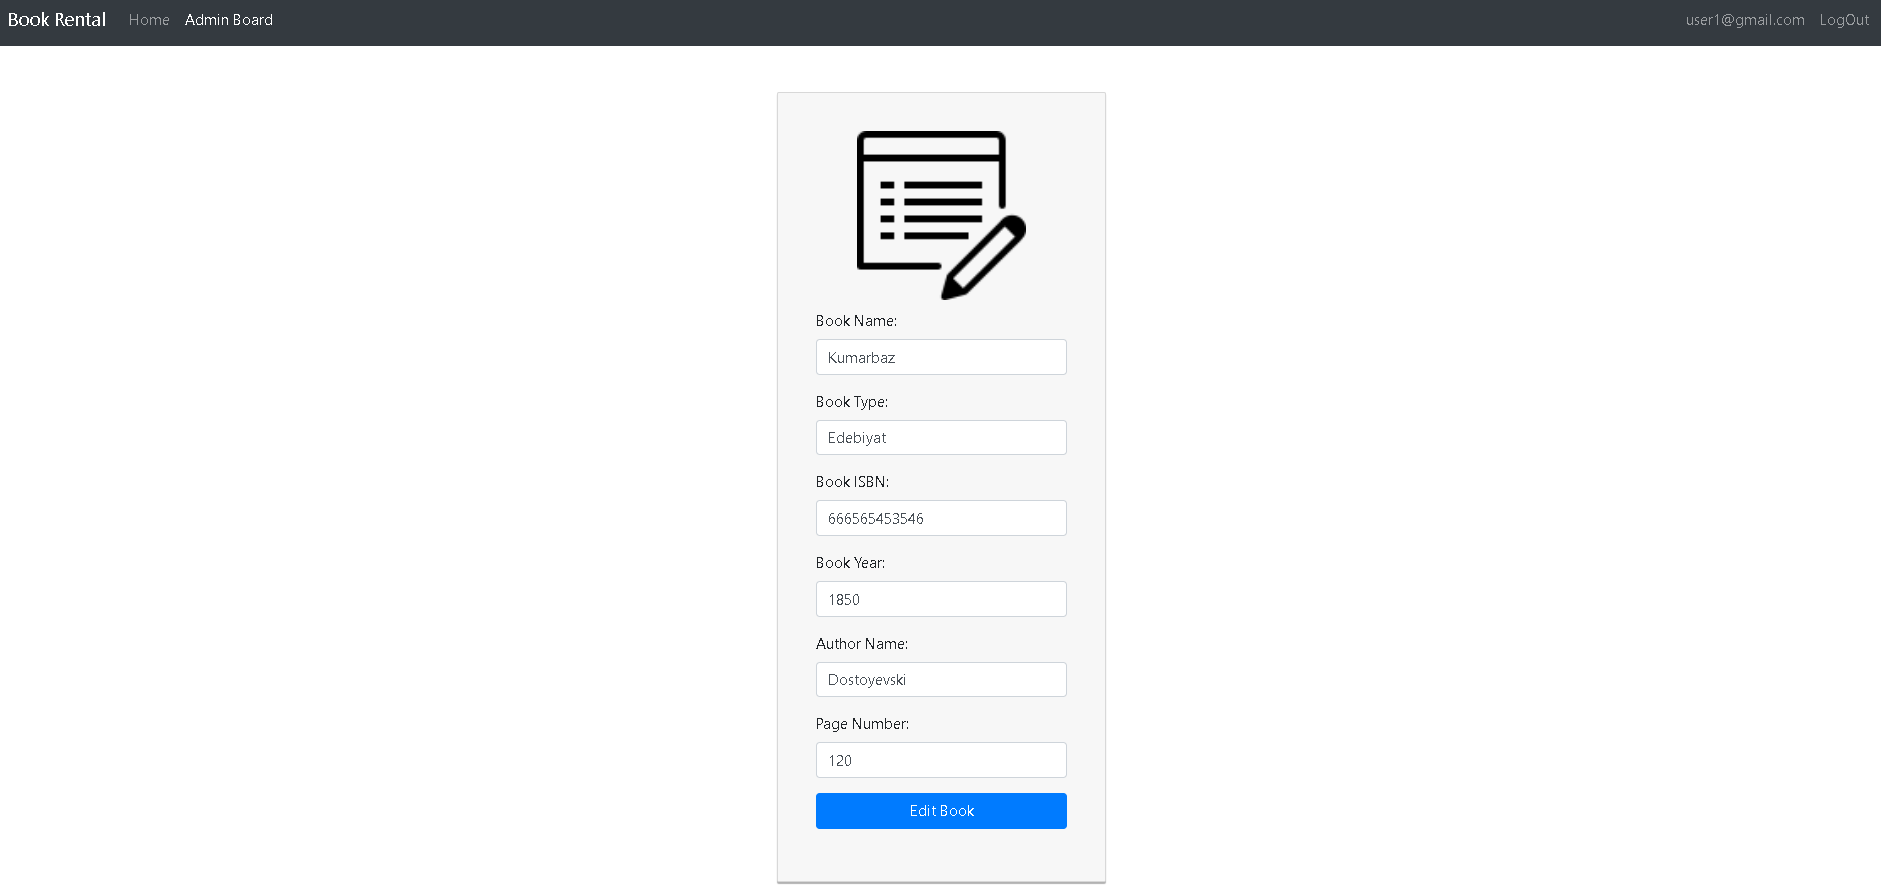 Book Rental Home Admin Board user1@gmail.com LogOut
Book Name:
Kumarbaz
Book Type:
Edebiyat
Book ISBN:
666565453546
Book Year:
1850
Author Name:
Dostoyevski
Page Number:
120
Edit Book